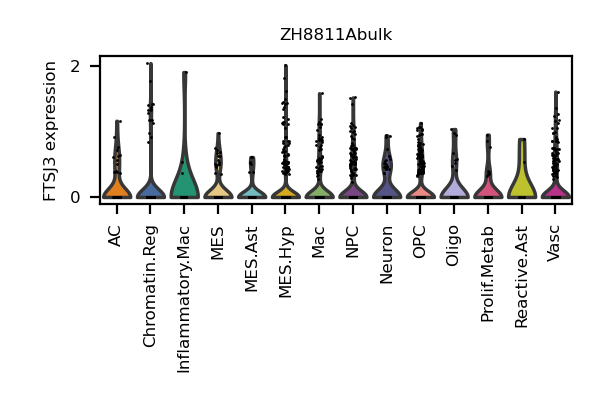 ZH8811Abulk
FTSJ3 expression
2
0
AC
Chromatin.Reg
Inflammatory.Mac
MES
MES.Ast
MES.Hyp
Mac
NPC
Neuron
OPC
Oligo
Prolif.Metab
Reactive.Ast
Vasc